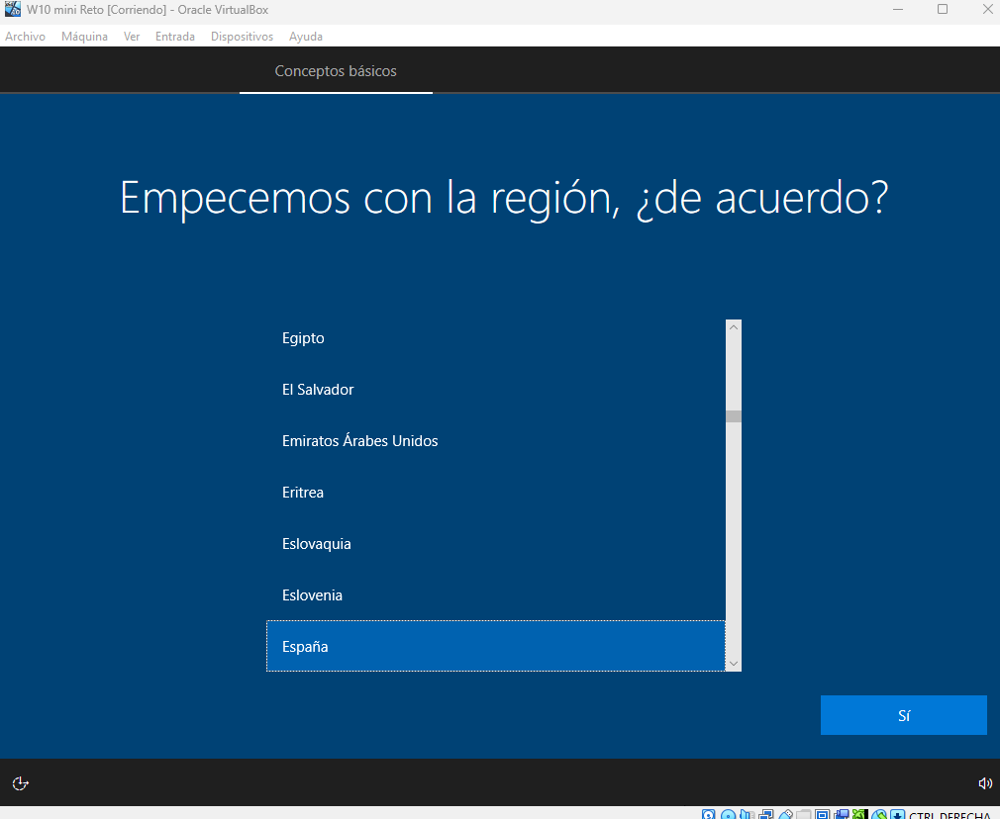 W10 mini Reto [Corriendo] - Oracle VirtualBox
Archivo Máquina Ver Entrada Dispositivos Ayuda
Conceptos básicos
Empecemos con la región, ¿de acuerdo?
Egipto
El Salvador
Emiratos Árabes Unidos
Eritrea
Eslovaquia
Eslovenia
España
Sí
CTRL DERECHA